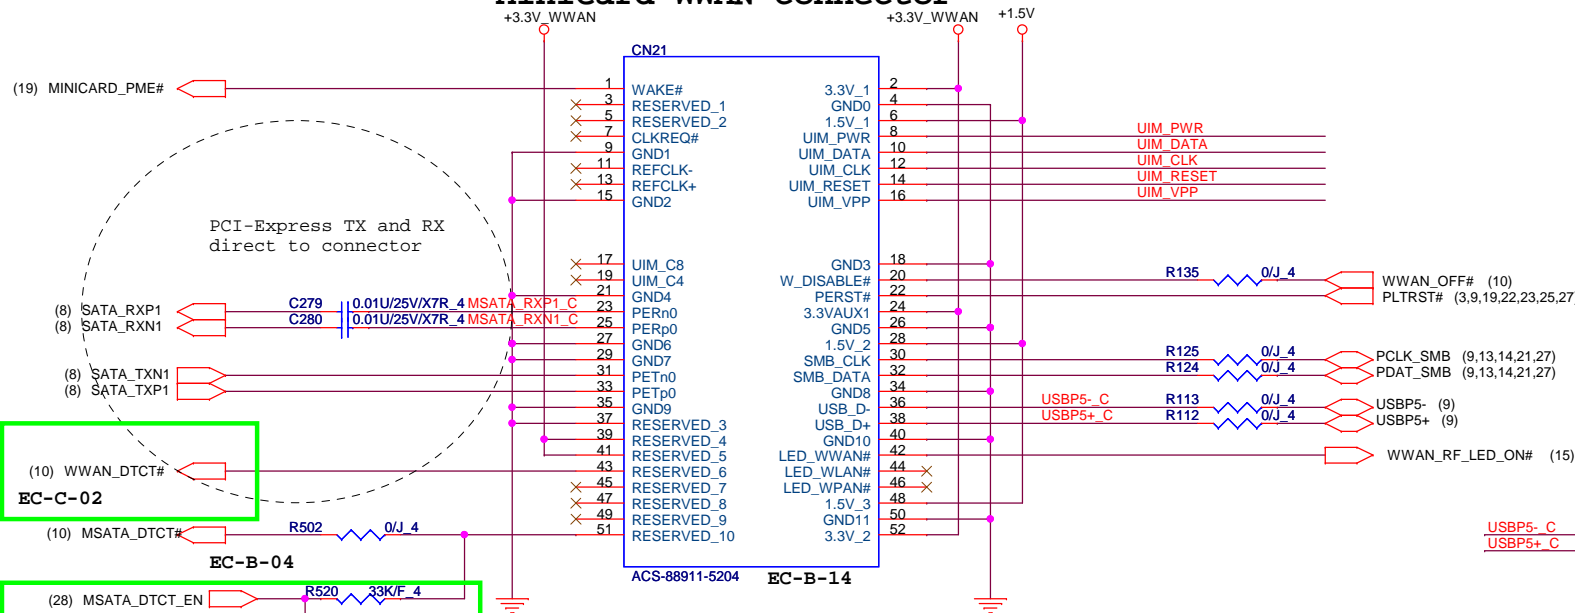 Minicard WWAN Connector
+3.3V_WWAN
+3.3V_WWAN
+1.5V
CN21
(19) MINICARD_PME#
1 WAKE# 3.3V_1 2
3 RESERVED_1 GND0 4
5 RESERVED_2 1.5V_1 6
7 CLKREQ# UIM_PWR 8 UIM_PWR
9 GND1 UIM_DATA 10 UIM_DATA
11 REFCLK- UIM_CLK 12 UIM_CLK
13 REFCLK+ UIM_RESET 14 UIM_RESET
15 GND2 UIM_VPP 16 UIM_VPP
PCI-Express TX and RX
direct to connector
17 UIM_C8 GND3 18
19 UIM_C4 W_DISABLE# 20 R135 0/J_4 WWAN_OFF# (10)
21 GND4 PERST# 22 PLTRST# (3,9,19,22,23,25,27
(8) SATA_RXP1 C279 0.01U/25V/X7R_4 MSATA_RXP1_C 23 PERn0 3.3VAUX1 24
(8) SATA_RXN1 C280 0.01U/25V/X7R_4 MSATA_RXN1_C 25 PERp0 GND5 26
27 GND6 1.5V_2 28
29 GND7 SMB_CLK 30 R125 0/J_4 PCLK_SMB (9,13,14,21,27)
(8) SATA_TXN1 31 PETn0 SMB_DATA 32 R124 0/J_4 PDAT_SMB (9,13,14,21,27)
(8) SATA_TXP1 33 PETp0 GND8 34
35 GND9 USB_D- 36 USBP5-_C R113 0/J_4 USBP5- (9)
37 RESERVED_3 USB_D+ 38 USBP5+_C R112 0/J_4 USBP5+ (9)
39 RESERVED_4 GND10 40
41 RESERVED_5 LED_WWAN# 42 WWAN_RF_LED_ON# (15)
(10) WWAN_DTCT# 43 RESERVED_6 LED_WLAN# 44
45 RESERVED_7 LED_WPAN# 46
EC-C-02
47 RESERVED_8 1.5V_3 48
49 RESERVED_9 GND11 50
(10) MSATA_DTCT# R502 0/J_4 51 RESERVED_10 3.3V_2 52
USBP5-_C
USBP5+_C
EC-B-04
ACS-88911-5204 EC-B-14
(28) MSATA_DTCT_EN R520 33K/F_4